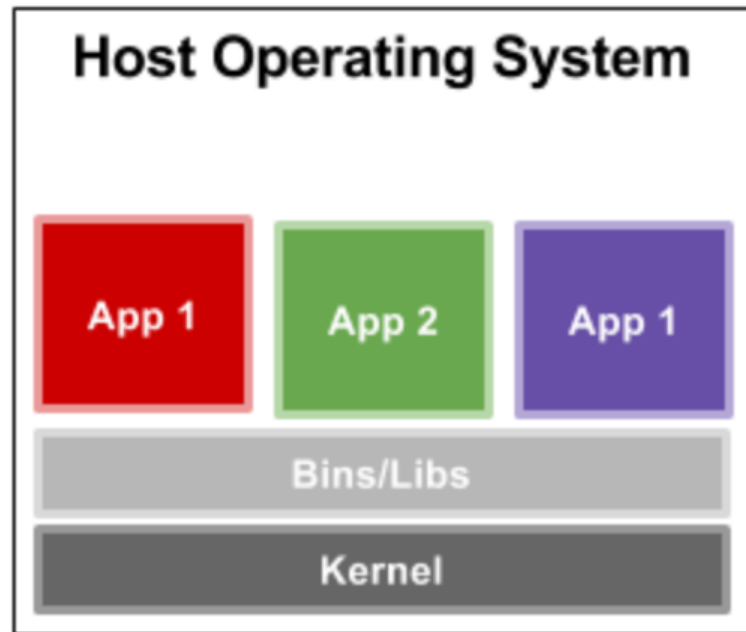 Host Operating System
App 1
App 2
App 1
Bins/Libs
Kernel